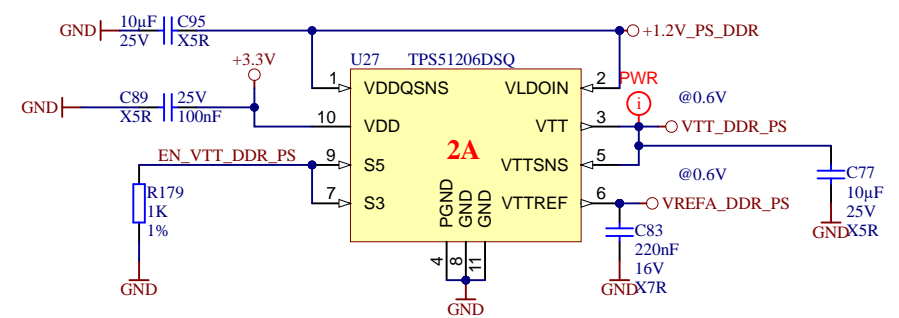 10µF C95
GND
25V X5R
+1.2V_PS_DDR
+3.3V
U27 TPS51206DSQ
PWR
i
1 VDDQSNS VLDOIN 2
@0.6V
C89 25V
GND
X5R 100nF
10 VDD VTT 3
VTT_DDR_PS
2A
EN_VTT_DDR_PS
9 S5 VTTSNS 5
@0.6V
C77
10µF
25V
X5R
GND
R179
1K
1%
GND
7 S3 VTTREF 6
VREFA_DDR_PS
PGND
GND
GND
C83
220nF
16V
X7R
GND
4 8 11
GND